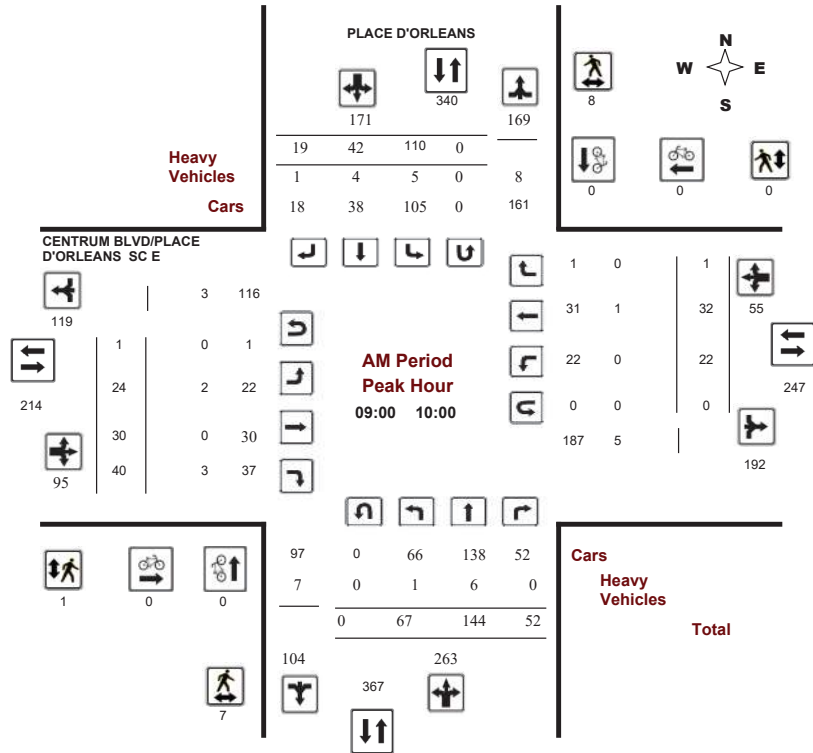 PLACE D'ORLEANS
N
W E
S
340
8
171 169
19 42 110 0
Heavy
Vehicles
1 4 5 0 8
Cars
18 38 105 0 161
0 0 0
CENTRUM BLVD/PLACE
D'ORLEANS SC E
3 116
119
1 0 1
24 2 22
214
30 0 30
40 3 37
95
AM Period
Peak Hour
09:00 10:00
1 0 1
31 1 32 55
22 0 22
247
0 0 0
187 5
192
97 0 66 138 52 Cars
7 0 1 6 0 Heavy
Vehicles
0 67 144 52 Total
1 0 0
104 263
367
7